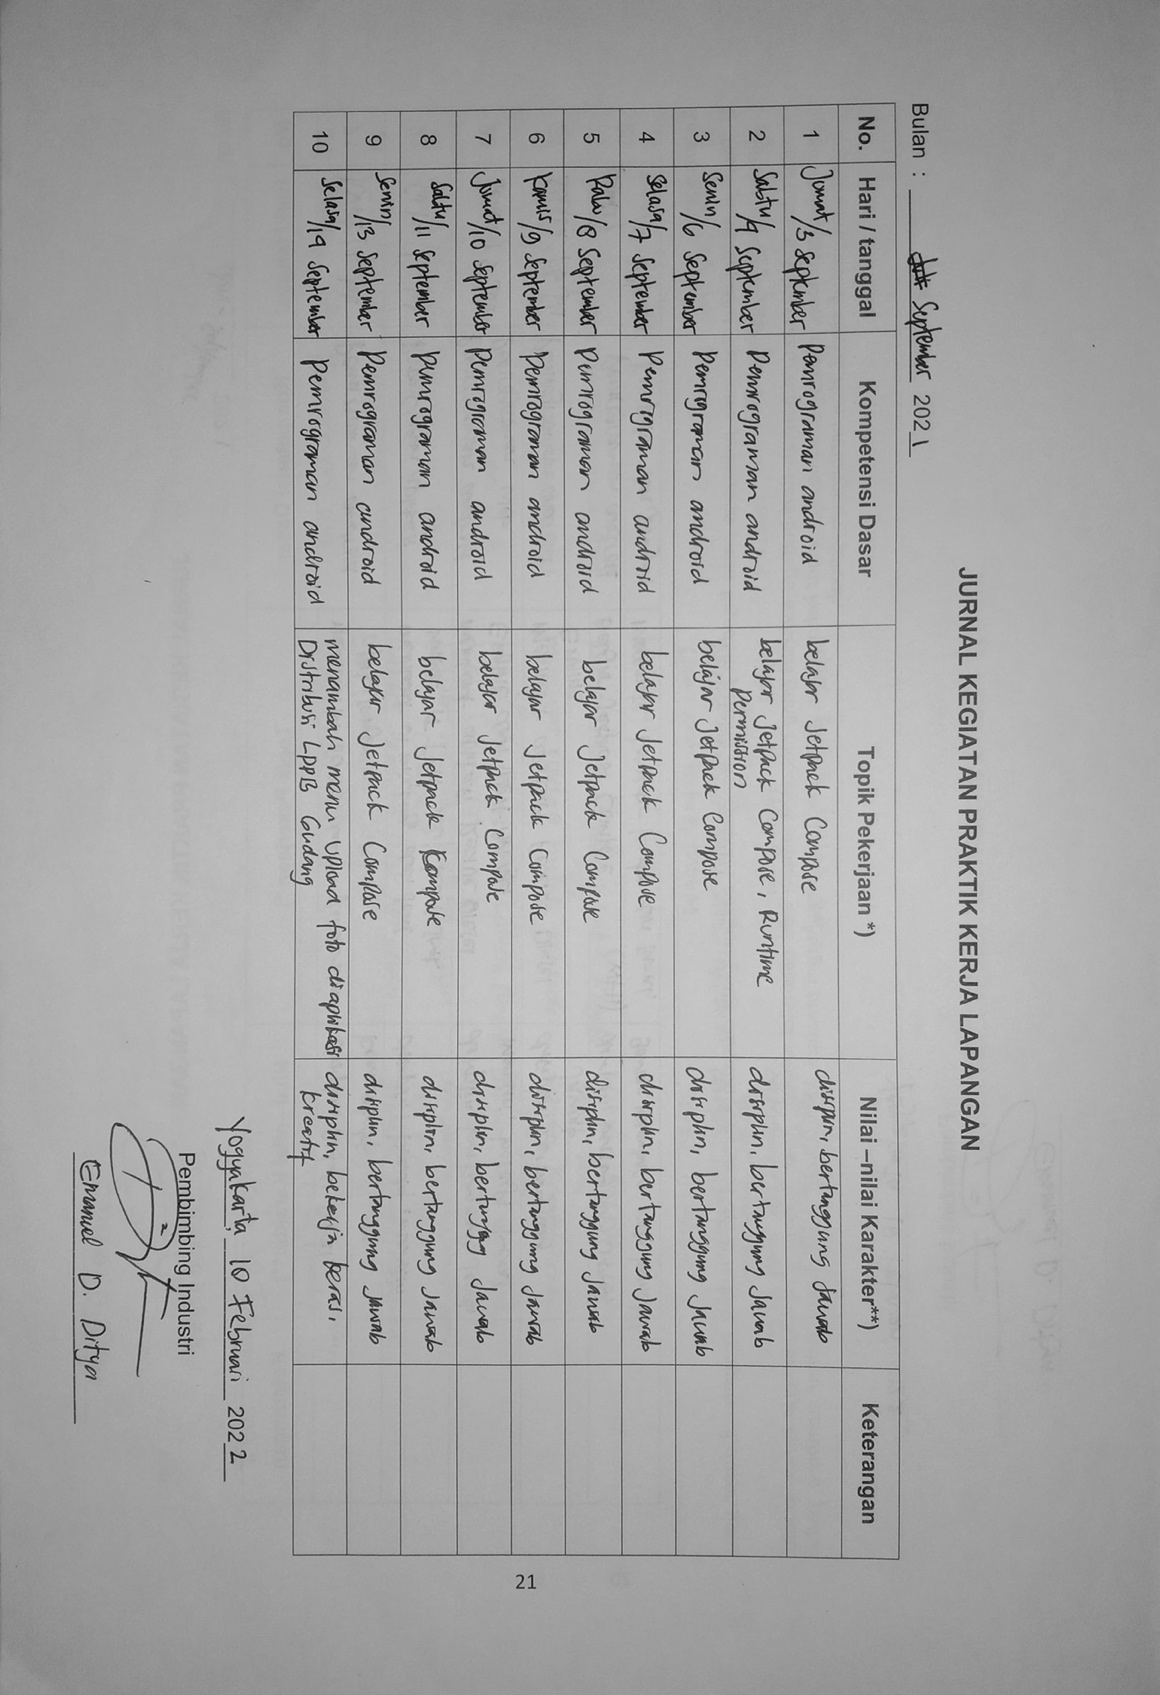 JURNAL KEGIATAN PRAKTIK KERJA LAPANGAN
Bulan : September 2021
No. Hari / tanggal Kompetensi Dasar Topik Pekerjaan *) Nilai –nilai Karakter**) Keterangan
1 Jumat/3 September Pemrograman android belajar Jetpack Compose disiplin, bertanggung Jawab
2 Sabtu/4 September Pemrograman android belajar Jetpack Compose, Runtime disiplin, bertanggung Jawab
Permission
3 Senin/6 September Pemrograman android belajar Jetpack Compose disiplin, bertanggung Jawab
4 Selasa/7 September Pemrograman android belajar Jetpack Compose disiplin, bertanggung Jawab
5 Rabu/8 September Pemrograman android belajar Jetpack Compose disiplin, bertanggung Jawab
6 Kamis/9 September Pemrograman android belajar Jetpack Compose disiplin, bertanggung Jawab
7 Jumat/10 September Pemrograman android belajar Jetpack Compose disiplin, bertanggung Jawab
8 Sabtu/11 September Pemrograman android belajar Jetpack Compose disiplin, bertanggung Jawab
9 Senin/13 September Pemrograman android belajar Jetpack Compose disiplin, bertanggung Jawab
10 Selasa/14 September Pemrograman android menambah menu upload foto diaplikasi disiplin, bekerja keras,
Distribusi LPPB Gudang kreatif
Yogyakarta, 10 Februari 2022
Pembimbing Industri
Emanuel D. Ditya
21